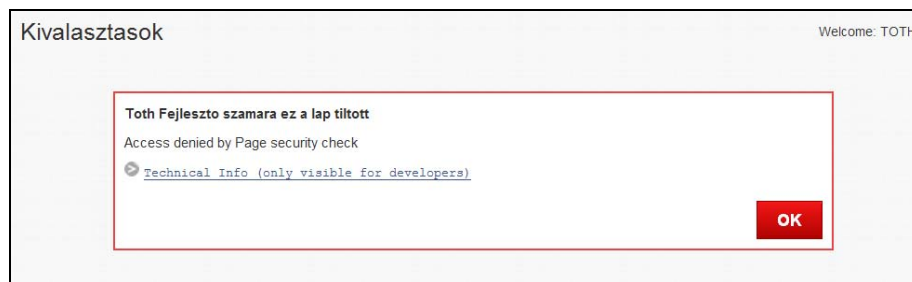 Kivalasztasok
Welcome: TOTH
Toth Fejleszto szamara ez a lap tiltott
Access denied by Page security check
Technical Info (only visible for developers)
OK